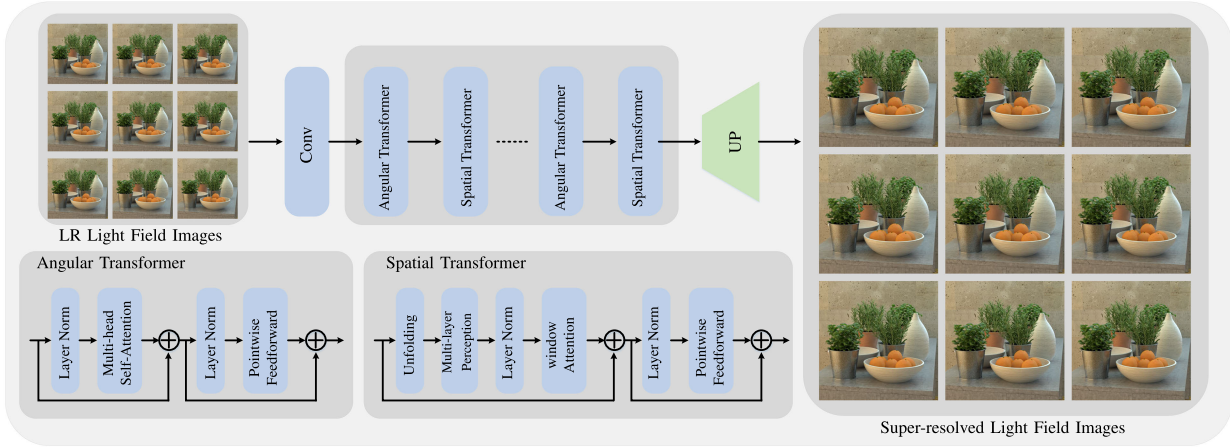 LR Light Field Images
Conv
Angular Transformer
Spatial Transformer
Angular Transformer
Spatial Transformer
UP
Super-resolved Light Field Images
Angular Transformer
Layer Norm
Multi-head
Self-Attention
Layer Norm
Pointwise
Feedforward
Spatial Transformer
Unfolding
Multi-layer
Perception
Layer Norm
window
Attention
Layer Norm
Pointwise
Feedforward